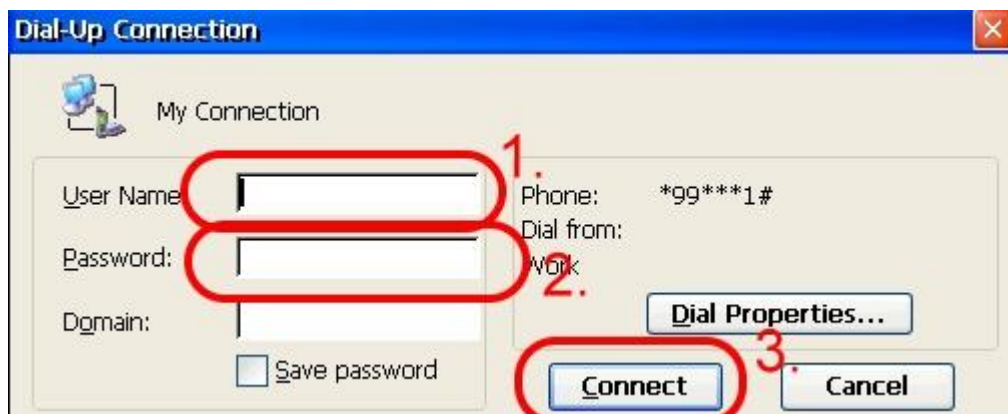 Dial-Up Connection
My Connection
1.
User Name
Phone: *99***1#
Dial from:
Password:
Work
2.
Domain:
Dial Properties...
3.
Save password
Connect
Cancel